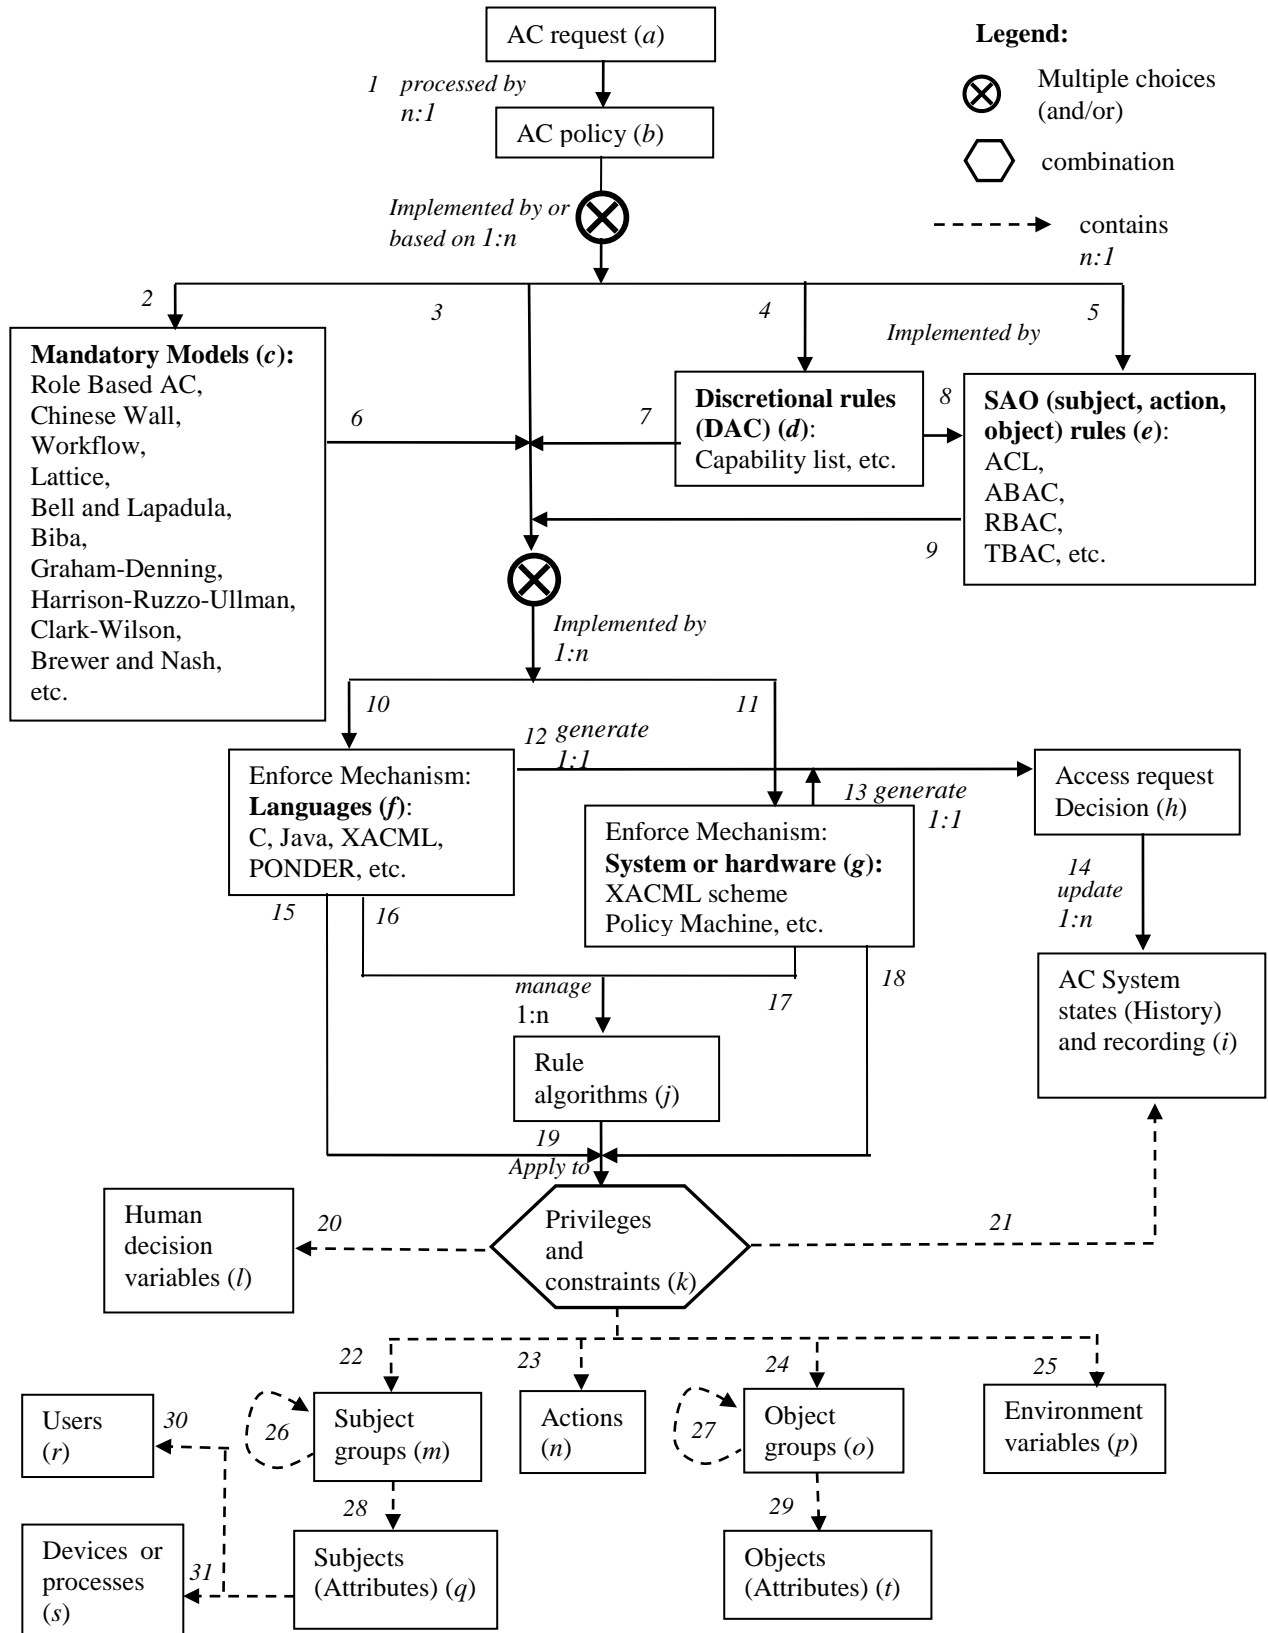 AC request (a)
Legend:
1 processed by
n:1
Multiple choices
(and/or)
AC policy (b)
combination
Implemented by or
based on 1:n
contains
n:1
2
3
4
5
Implemented by
Mandatory Models (c):
Role Based AC,
Chinese Wall,
Workflow,
Lattice,
Bell and Lapadula,
Biba,
Graham-Denning,
Harrison-Ruzzo-Ullman,
Clark-Wilson,
Brewer and Nash,
etc.
6
7
Discretional rules
(DAC) (d):
Capability list, etc.
8
SAO (subject, action,
object) rules (e):
ACL,
ABAC,
RBAC,
TBAC, etc.
9
Implemented by
1:n
10
11
12 generate
1:1
Enforce Mechanism:
Languages (f):
C, Java, XACML,
PONDER, etc.
13 generate
1:1
Access request
Decision (h)
Enforce Mechanism:
System or hardware (g):
XACML scheme
Policy Machine, etc.
14
update
1:n
15
16
17
18
manage
1:n
AC System
states (History)
and recording (i)
Rule
algorithms (j)
19
Apply to
Human
decision
variables (l)
20
Privileges
and
constraints (k)
21
22
23
24
25
Users
(r)
30
26
Subject
groups (m)
Actions
(n)
27
Object
groups (o)
Environment
variables (p)
28
29
Devices or
processes
(s)
31
Subjects
(Attributes) (q)
Objects
(Attributes) (t)